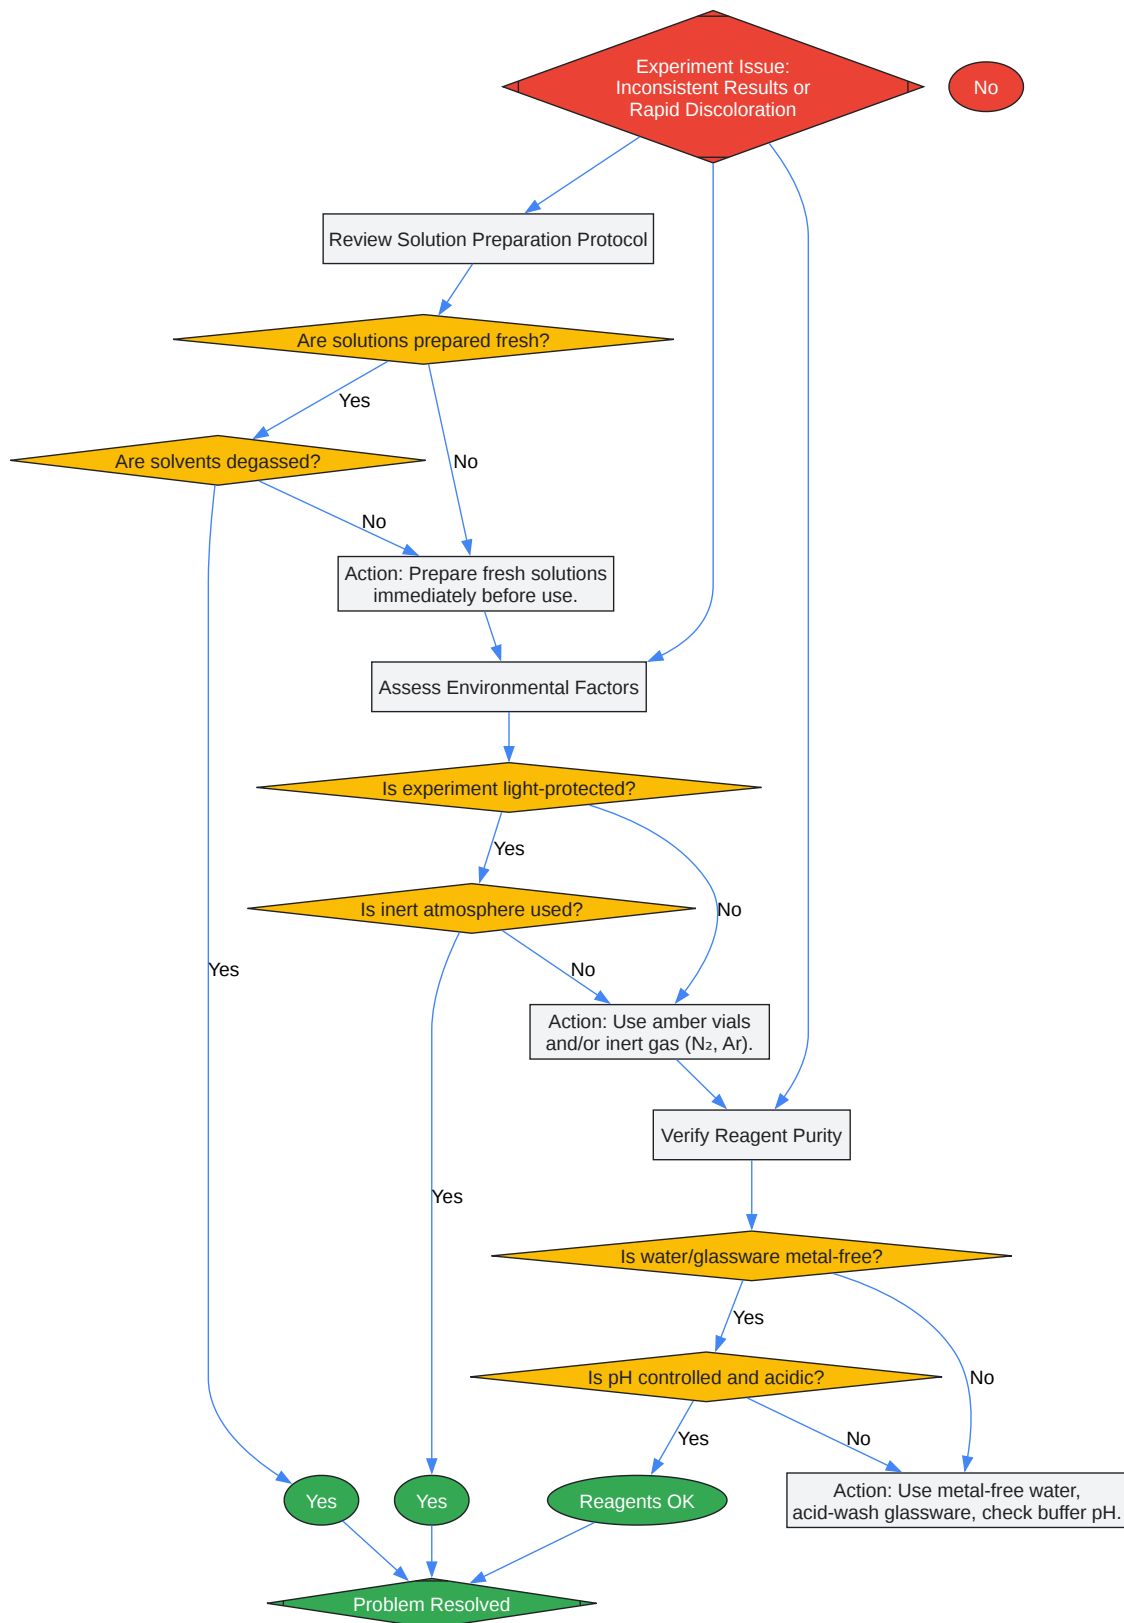 Experiment Issue:
Inconsistent Results or
Rapid Discoloration
No
Review Solution Preparation Protocol
Are solutions prepared fresh?
Yes
Are solvents degassed?
No
No
Action: Prepare fresh solutions
immediately before use.
Assess Environmental Factors
Is experiment light-protected?
Yes
Is inert atmosphere used?
No
Yes
No
Action: Use amber vials
and/or inert gas (N₂, Ar).
Verify Reagent Purity
Yes
Is water/glassware metal-free?
Yes
Is pH controlled and acidic?
No
Yes
No
Action: Use metal-free water,
acid-wash glassware, check buffer pH.
Yes
Yes
Reagents OK
Problem Resolved